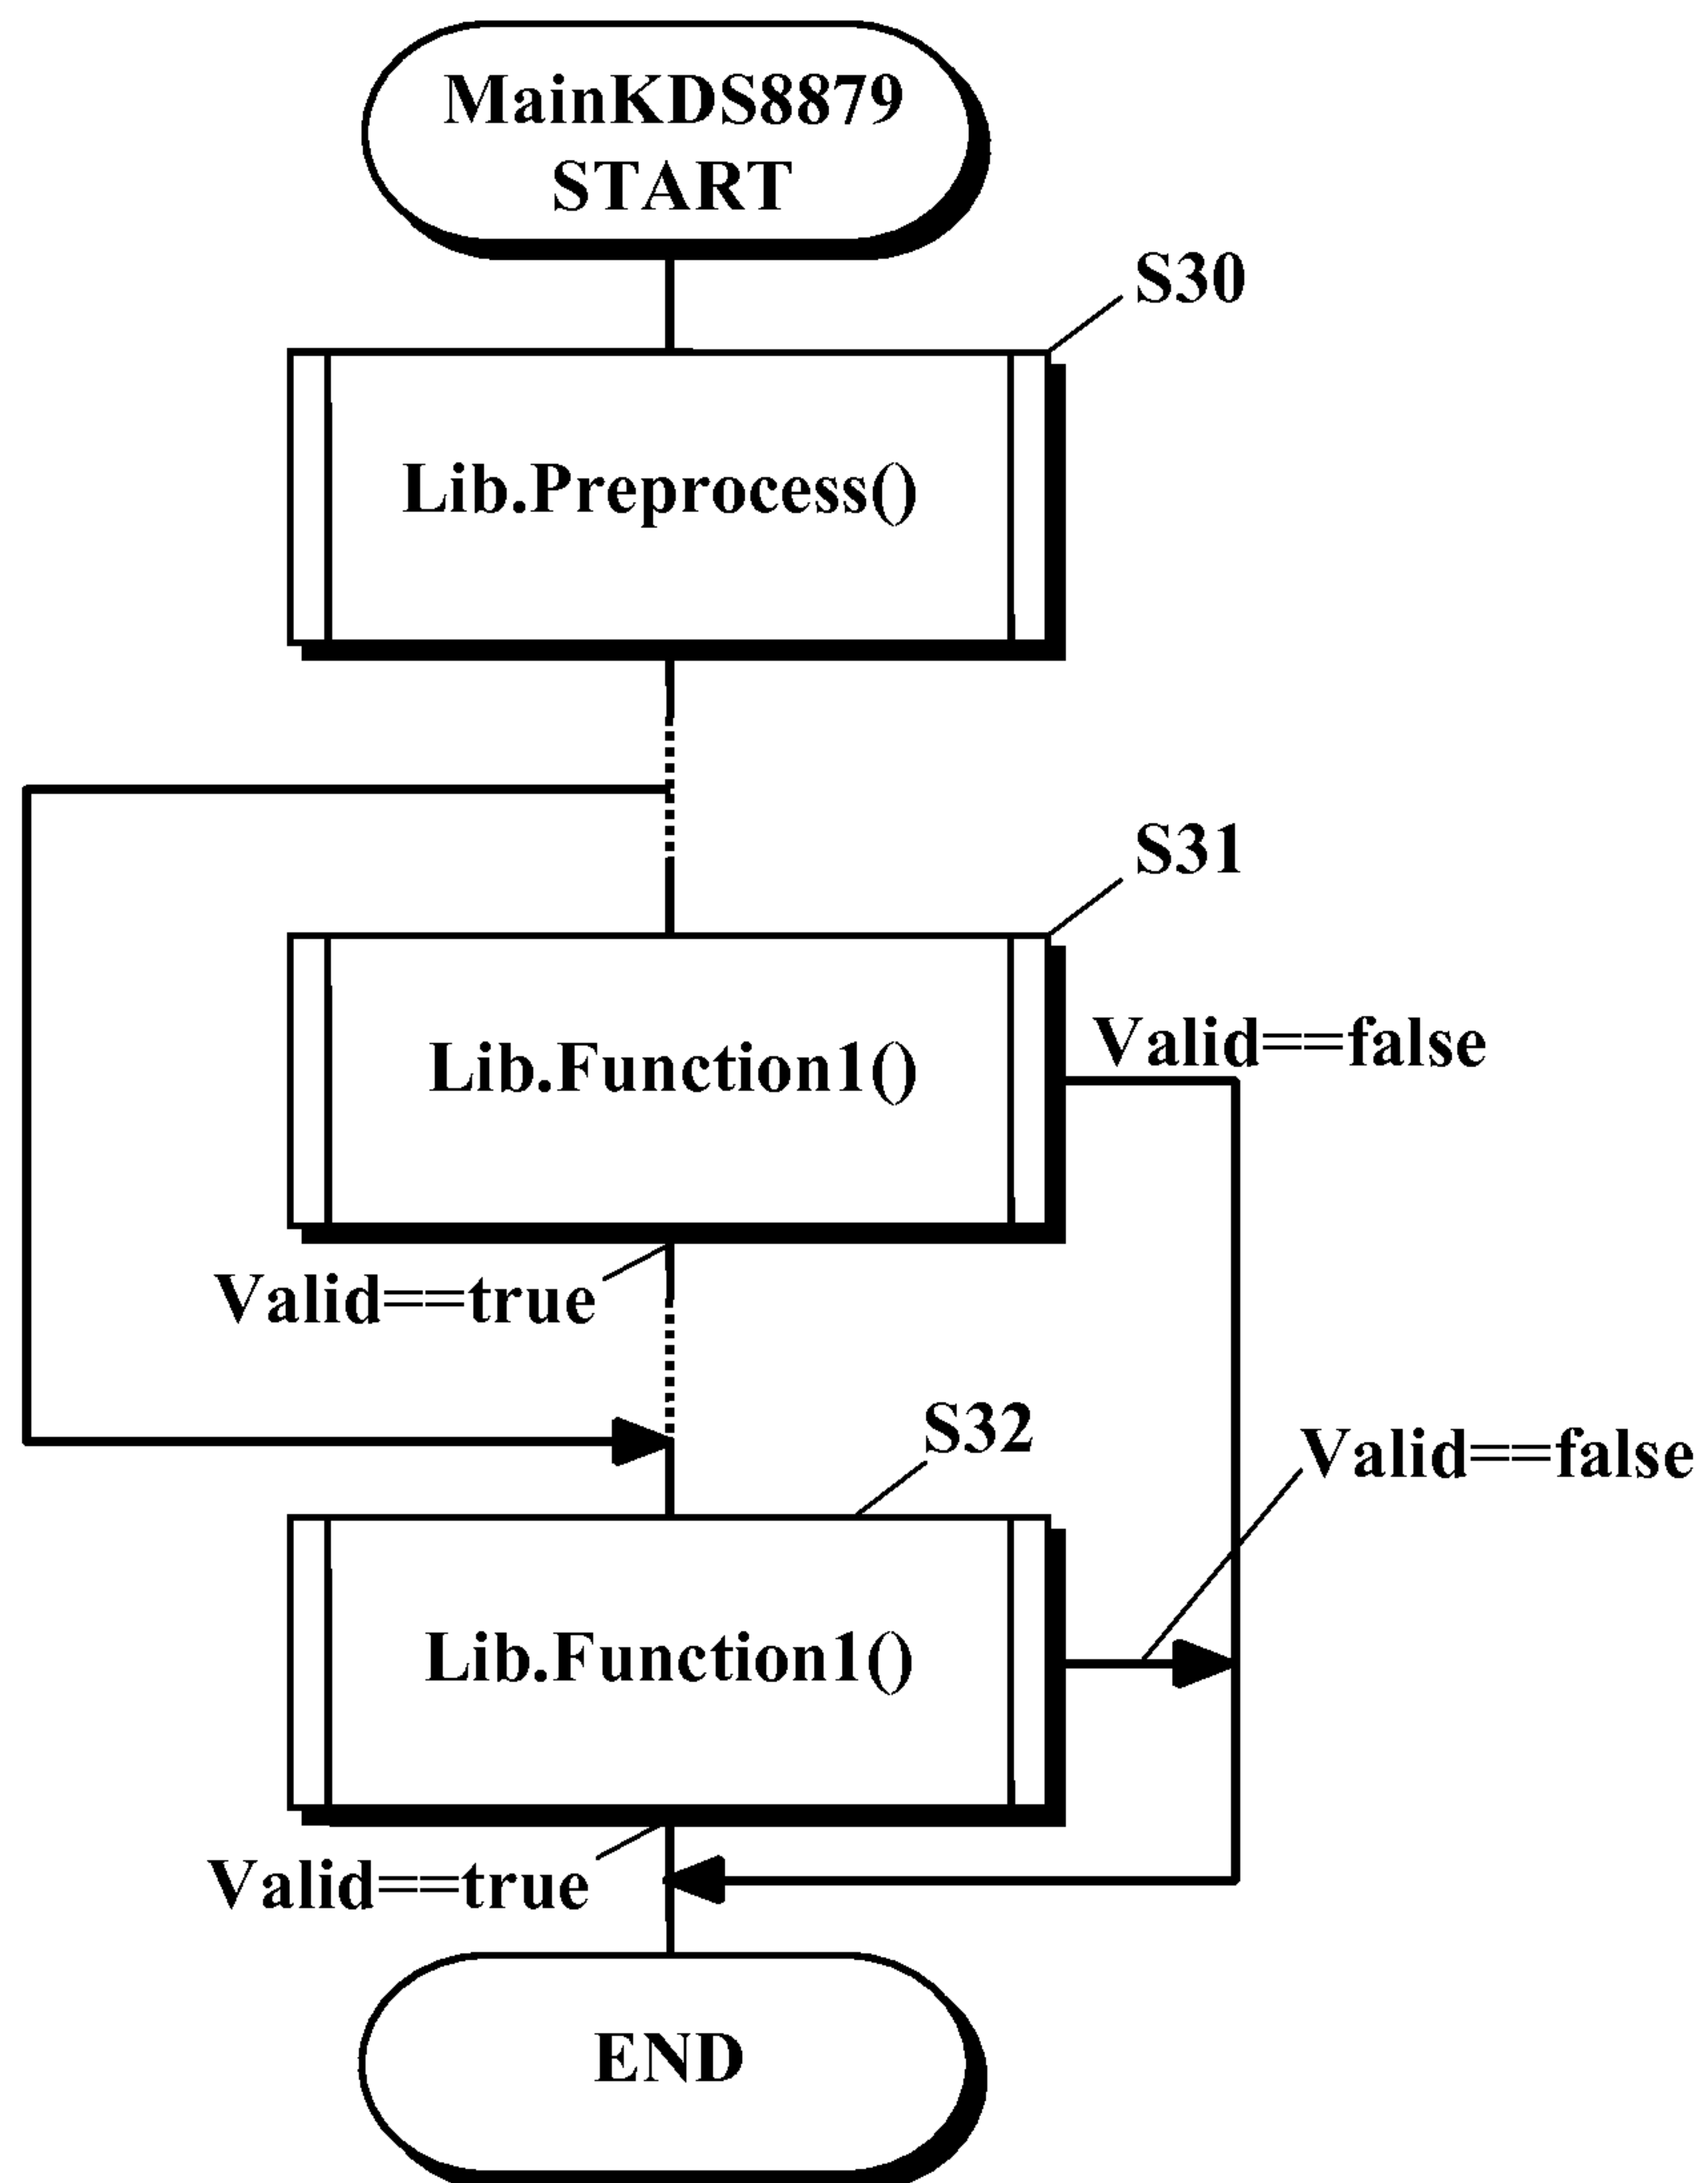 MainKDS8879
START
S30
Lib.Preprocess()
S31
Valid==false
Lib.Function1()
Valid==true
S32
Valid==false
Lib.Function1()
Valid==true
END